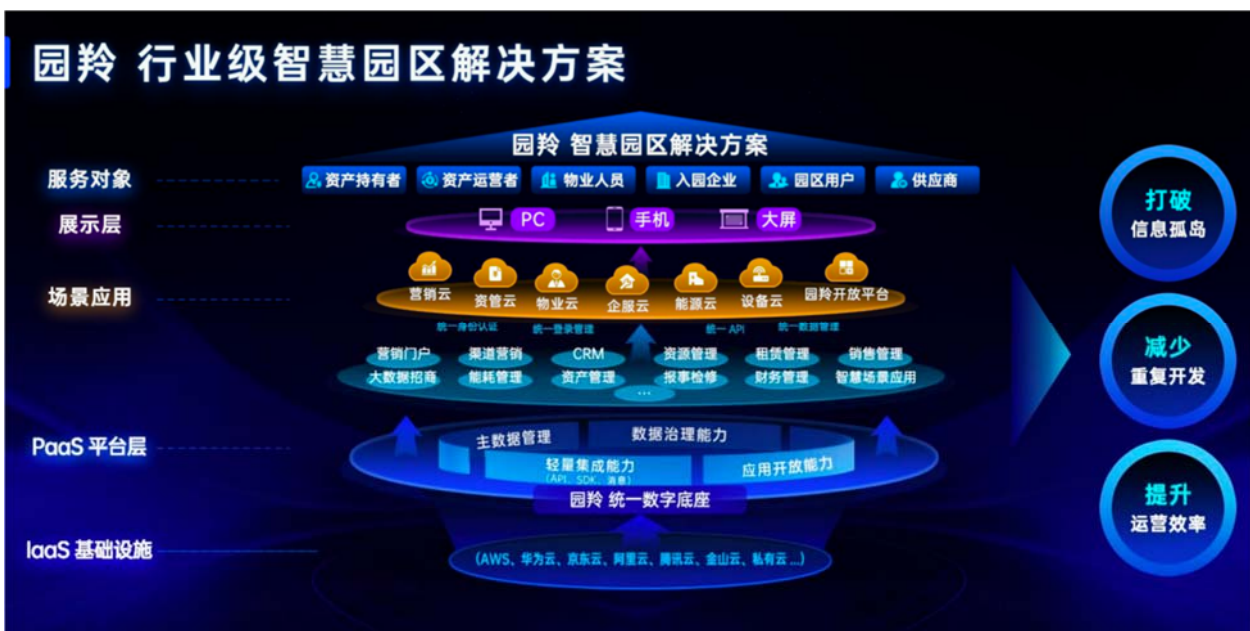 园羚 行业级智慧园区解决方案
园羚 智慧园区解决方案
服务对象
资产持有者 资产运营者 物业人员 入园企业 园区用户 供应商
展示层
PC 手机 大屏
场景应用
营销云 资管云 物业云 企服云 能源云 设备云 园羚开放平台
统一身份认证 统一登录管理 统一 API 统一数据管理
营销门户 渠道营销 CRM 资源管理 租赁管理 销售管理
大数据招商 能耗管理 资产管理 报事检修 财务管理 智慧场景应用
...
PaaS 平台层
主数据管理 数据治理能力
轻量集成能力 应用开放能力
(API、SDK、消息)
园羚 统一数字底座
IaaS 基础设施
(AWS、华为云、京东云、阿里云、腾讯云、金山云、私有云 ...)
打破
信息孤岛
减少
重复开发
提升
运营效率